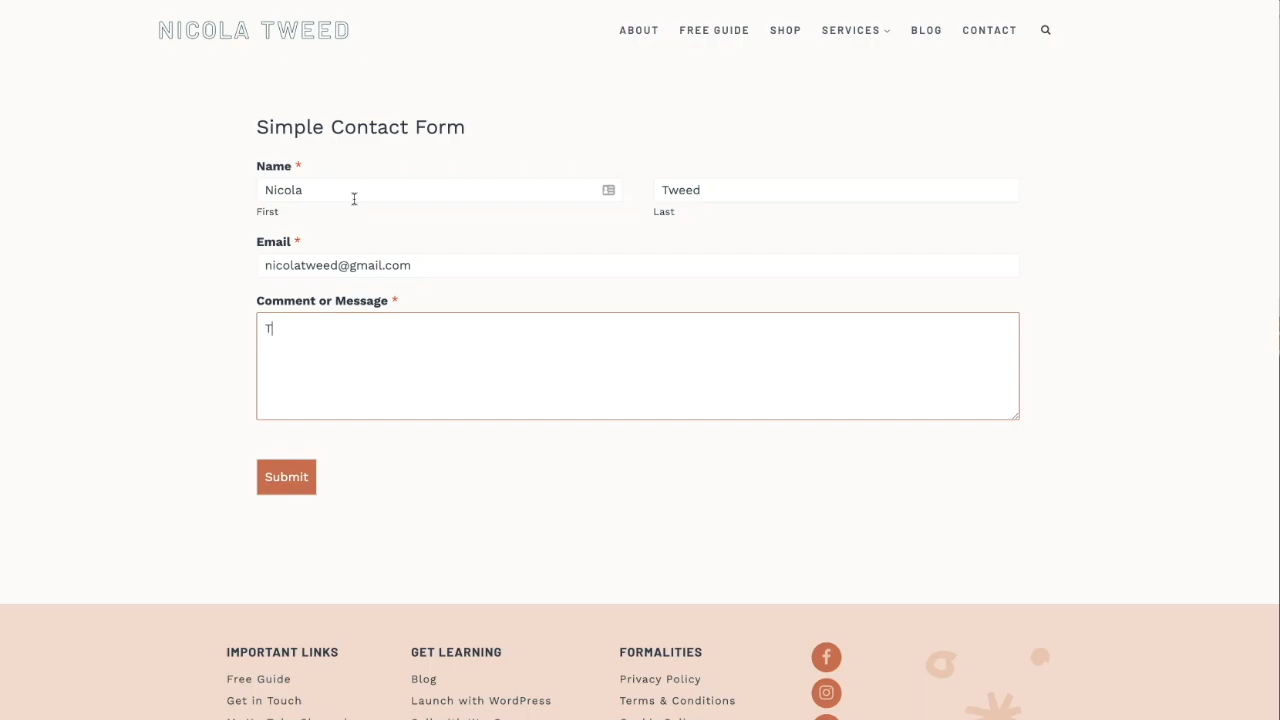 NICOLA TWEED
ABOUT FREE GUIDE SHOP SERVICES BLOG CONTACT
Simple Contact Form
Name *
Nicola Tweed
First Last
Email *
nicolatweed@gmail.com
Comment or Message *
T
Submit
IMPORTANT LINKS GET LEARNING FORMALITIES
Free Guide Blog Privacy Policy
Get in Touch Launch with WordPress Terms & Conditions